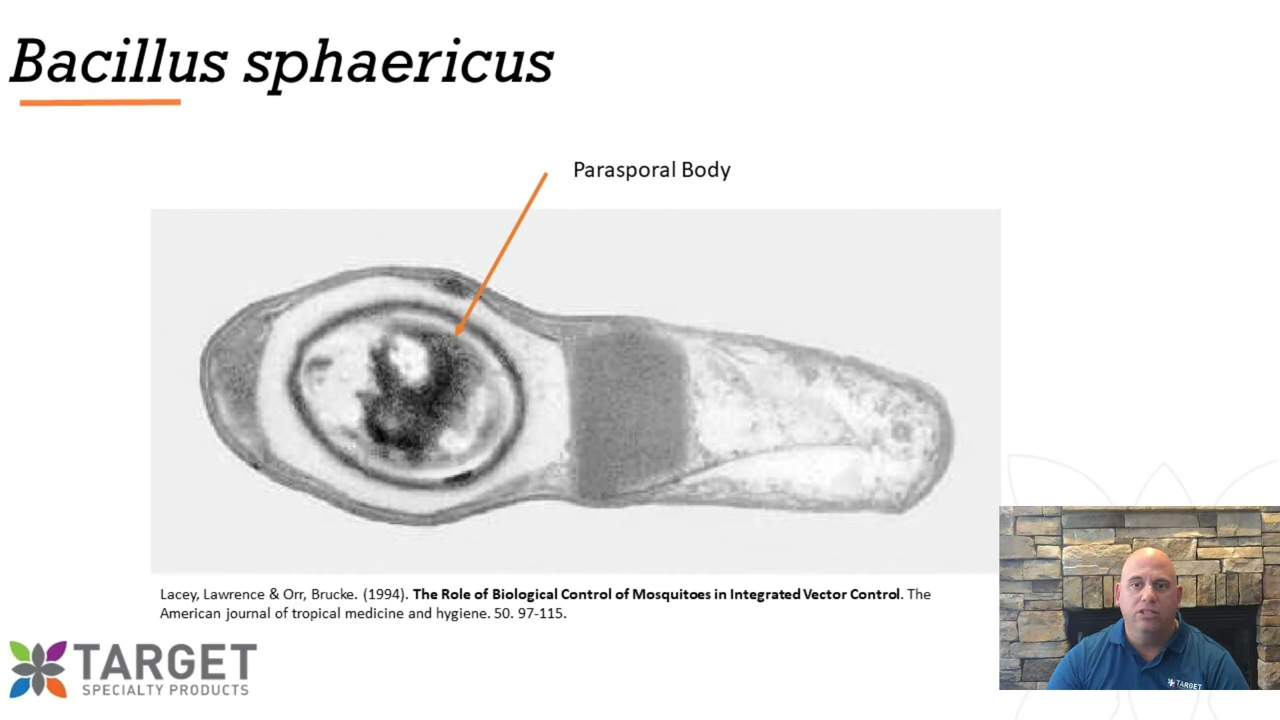 Bacillus sphaericus
Parasporal Body
Lacey, Lawrence & Orr, Brucke. (1994). The Role of Biological Control of Mosquitoes in Integrated Vector Control. The
American journal of tropical medicine and hygiene. 50. 97-115.
TARGET
SPECIALTY PRODUCTS
TARGET